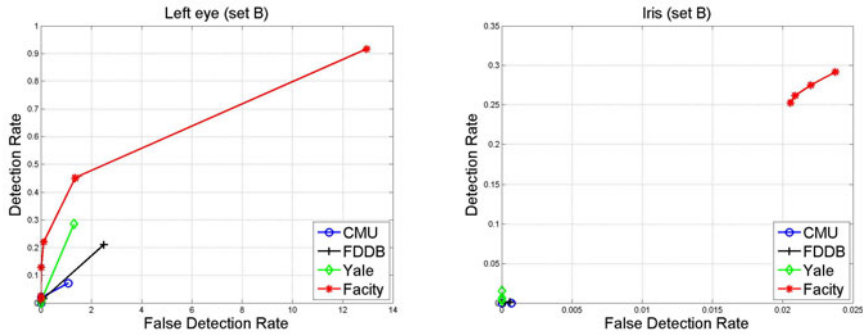 Left eye (set B)
1
0.9
0.8
0.7
0.6
0.5
0.4
0.3
0.2
0.1
0
0
2
4
6
8
10
12
14
Detection Rate
False Detection Rate
CMU
FDDB
Yale
Facity
Iris (set B)
0.35
0.3
0.25
0.2
0.15
0.1
0.05
0
0.005
0.01
0.015
0.02
0.025
Detection Rate
False Detection Rate
CMU
FDDB
Yale
Facity